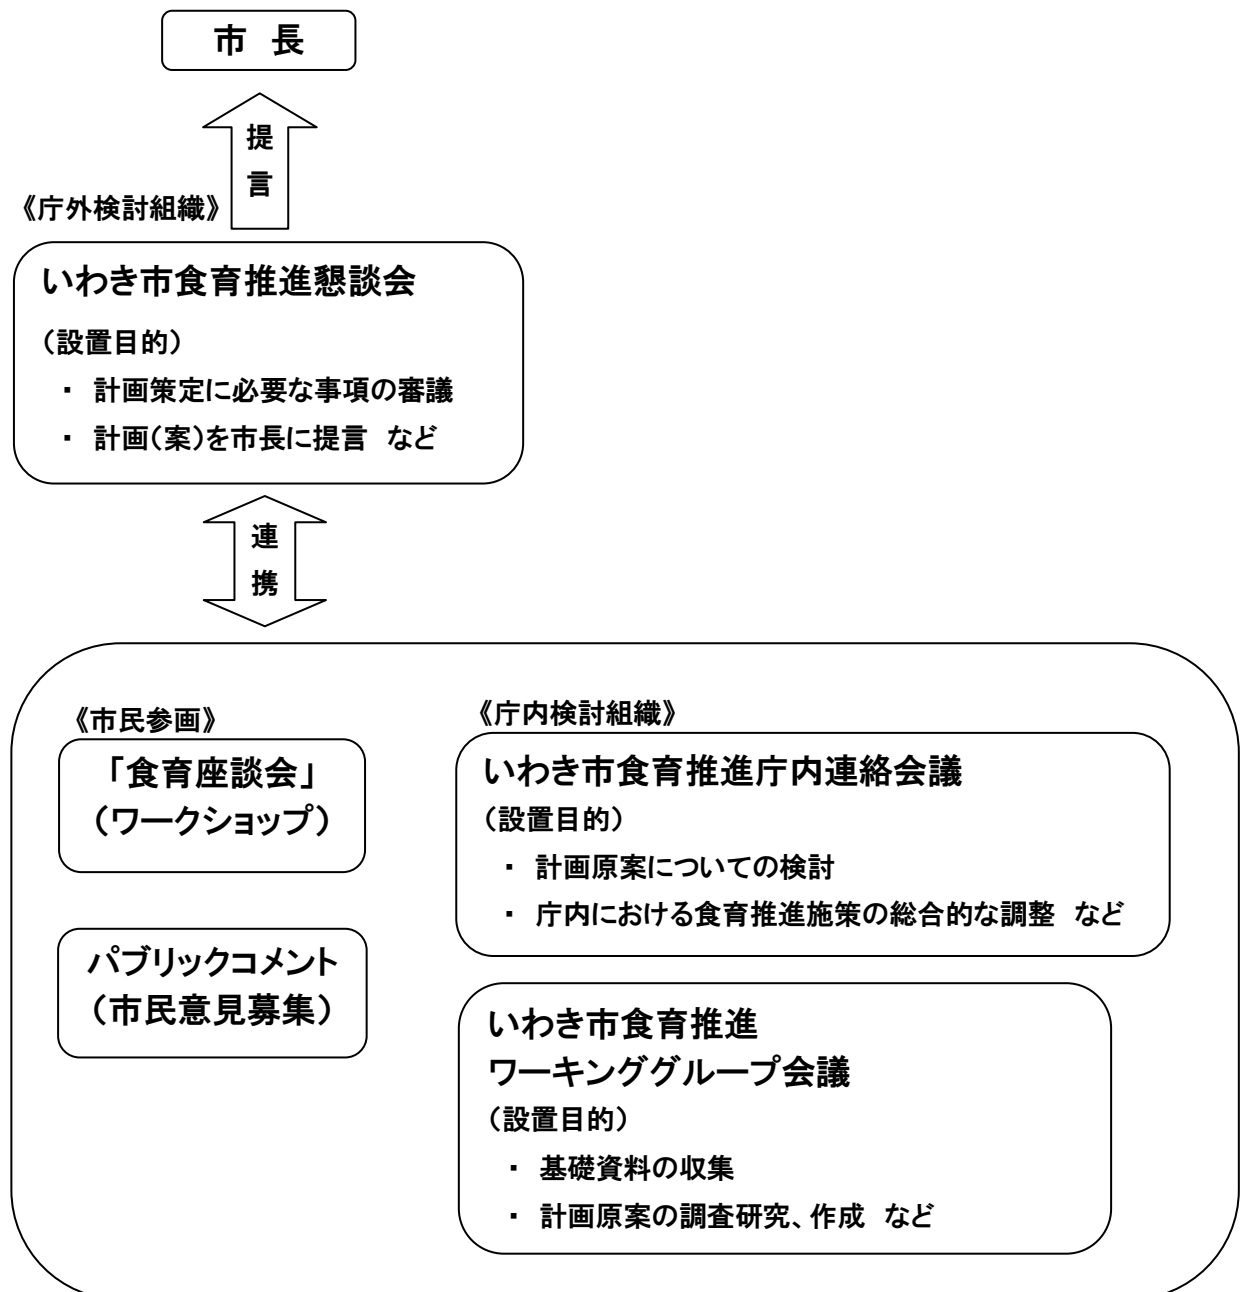 市 長
提
言
《庁外検討組織》
いわき市食育推進懇談会
（設置目的）
・ 計画策定に必要な事項の審議
・ 計画（案）を市長に提言 など
連
携
《市民参画》
「食育座談会」
（ワークショップ）
パブリックコメント
（市民意見募集）
《庁内検討組織》
いわき市食育推進庁内連絡会議
（設置目的）
・ 計画原案についての検討
・ 庁内における食育推進施策の総合的な調整 など
いわき市食育推進
ワーキンググループ会議
（設置目的）
・ 基礎資料の収集
・ 計画原案の調査研究、作成 など